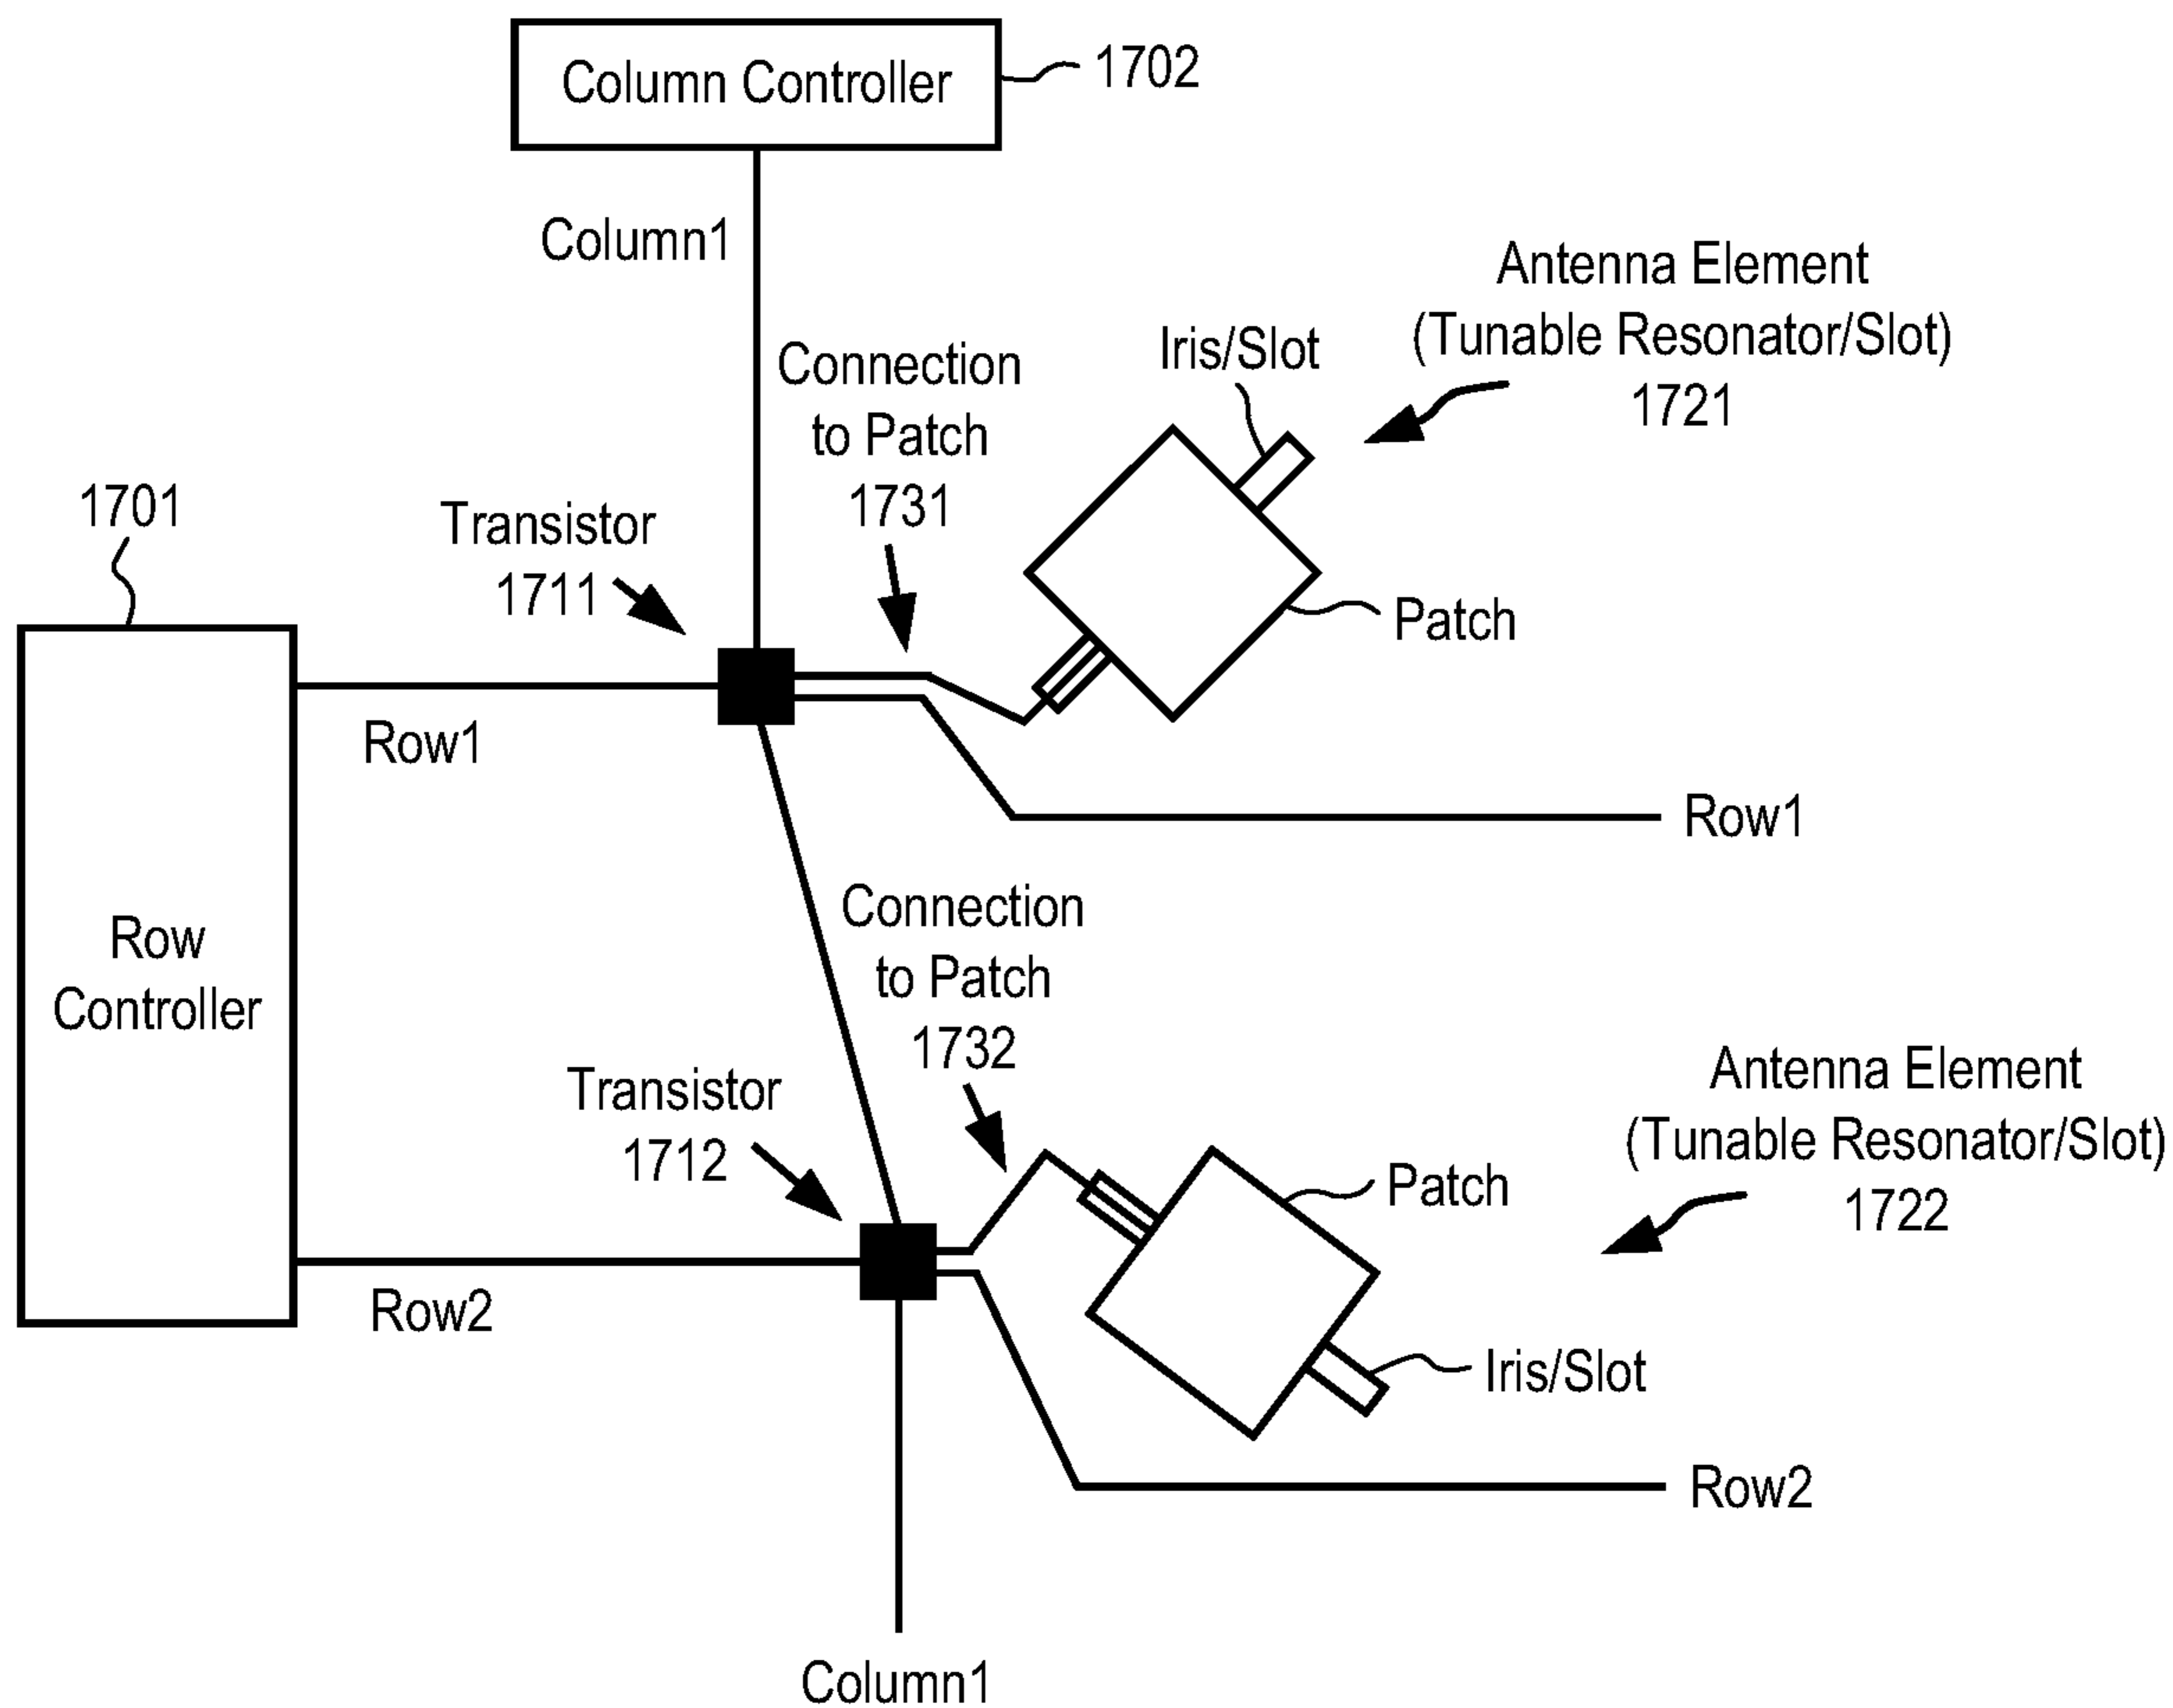 Column Controller
1702
Column1
Antenna Element
(Tunable Resonator/Slot)
1721
Iris/Slot
Connection
to Patch
1731
1701
Transistor
1711
Patch
Row1
Row1
Row
Controller
Connection
to Patch
1732
Transistor
1712
Antenna Element
(Tunable Resonator/Slot)
1722
Patch
Row2
Iris/Slot
Row2
Column1